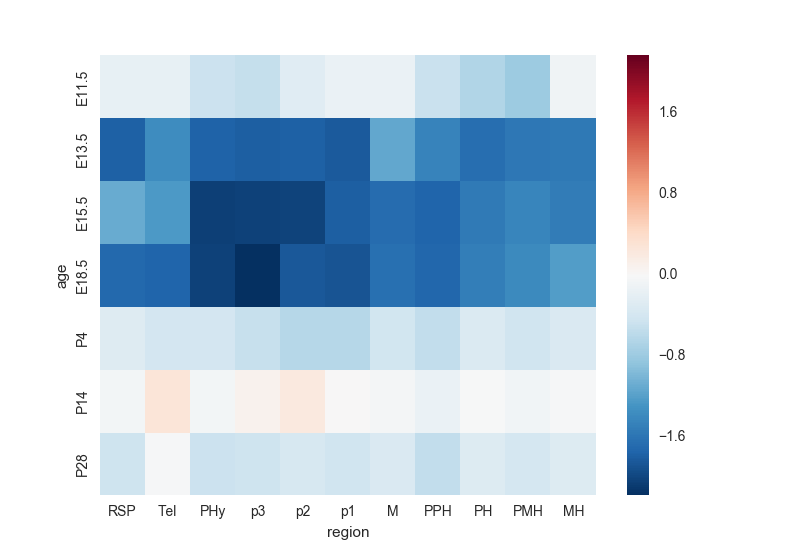 age
E11.5
E13.5
E15.5
E18.5
P4
P14
P28
RSP Tel PHy p3 p2 p1 M PPH PH PMH MH
region
1.6
0.8
0.0
−0.8
−1.6